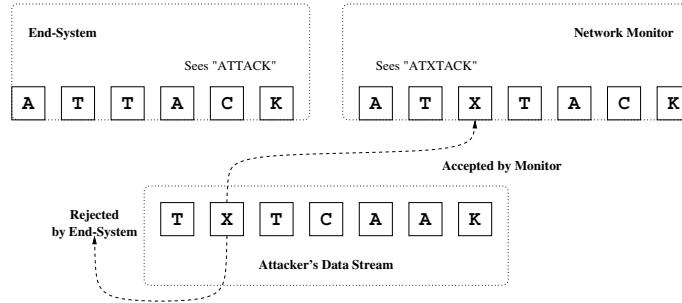 End-System
Network Monitor
Sees "ATTACK"
Sees "ATXTACK"
A T T A C K
A T X T A C K
Accepted by Monitor
Rejected
by End-System
T X T C A A K
Attacker's Data Stream